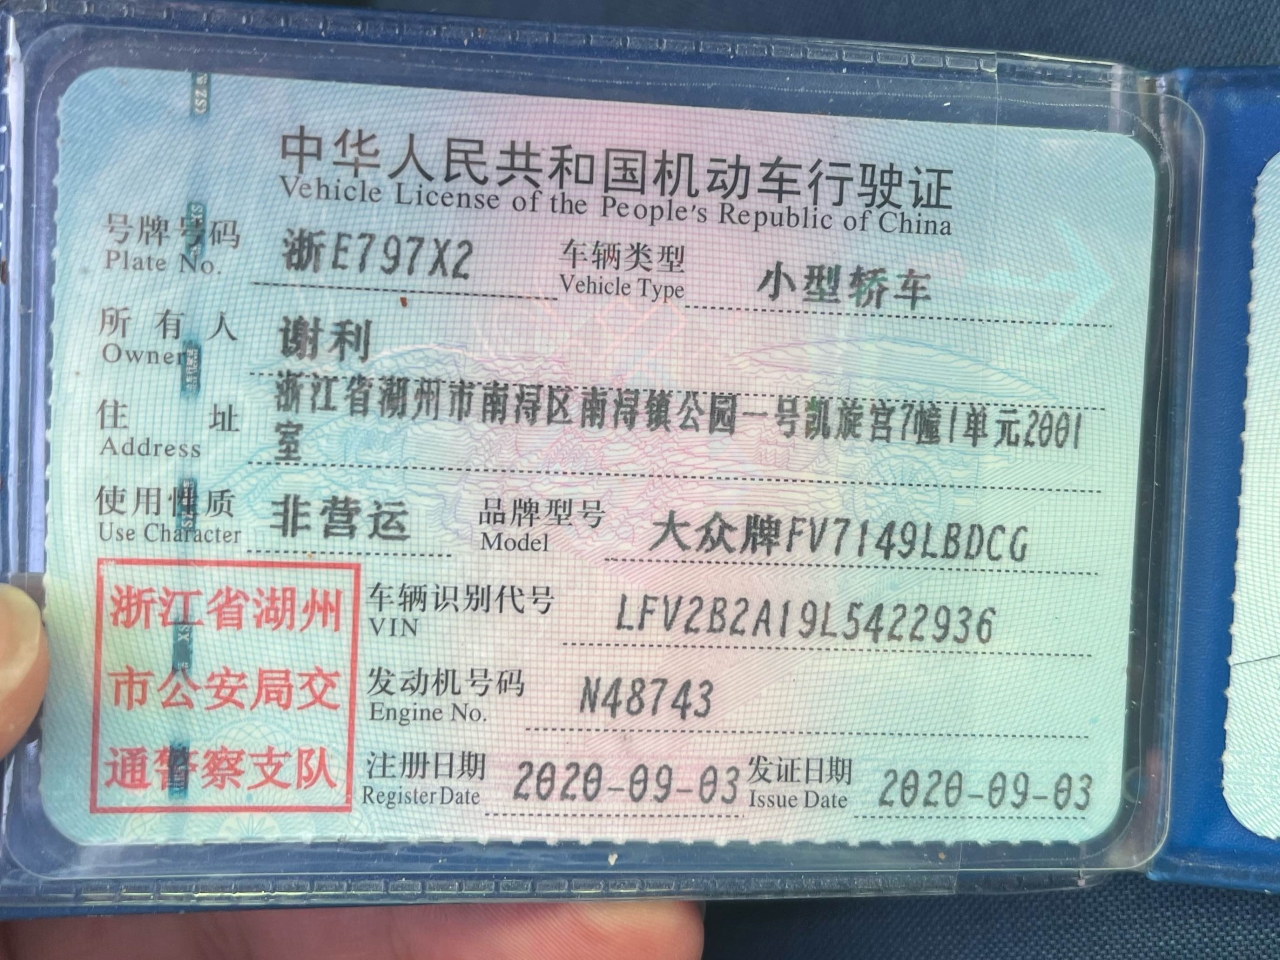 中华人民共和国机动车行驶证
Vehicle License of the People's Republic of China
号牌号码 浙E797X2 车辆类型 小型轿车
Plate No. Vehicle Type
所有人 谢利
Owner
住址 浙江省湖州市南浔区南浔镇公园一号凯旋宫7幢1单元2001
Address 室
使用性质 非营运 品牌型号 大众牌FV7149LBDCG
Use Character Model
浙江省湖州
市公安局交
通警察支队
车辆识别代号 LFV2B2A19L5422936
VIN
发动机号码 N48743
Engine No.
注册日期 2020-09-03 发证日期 2020-09-03
Register Date Issue Date